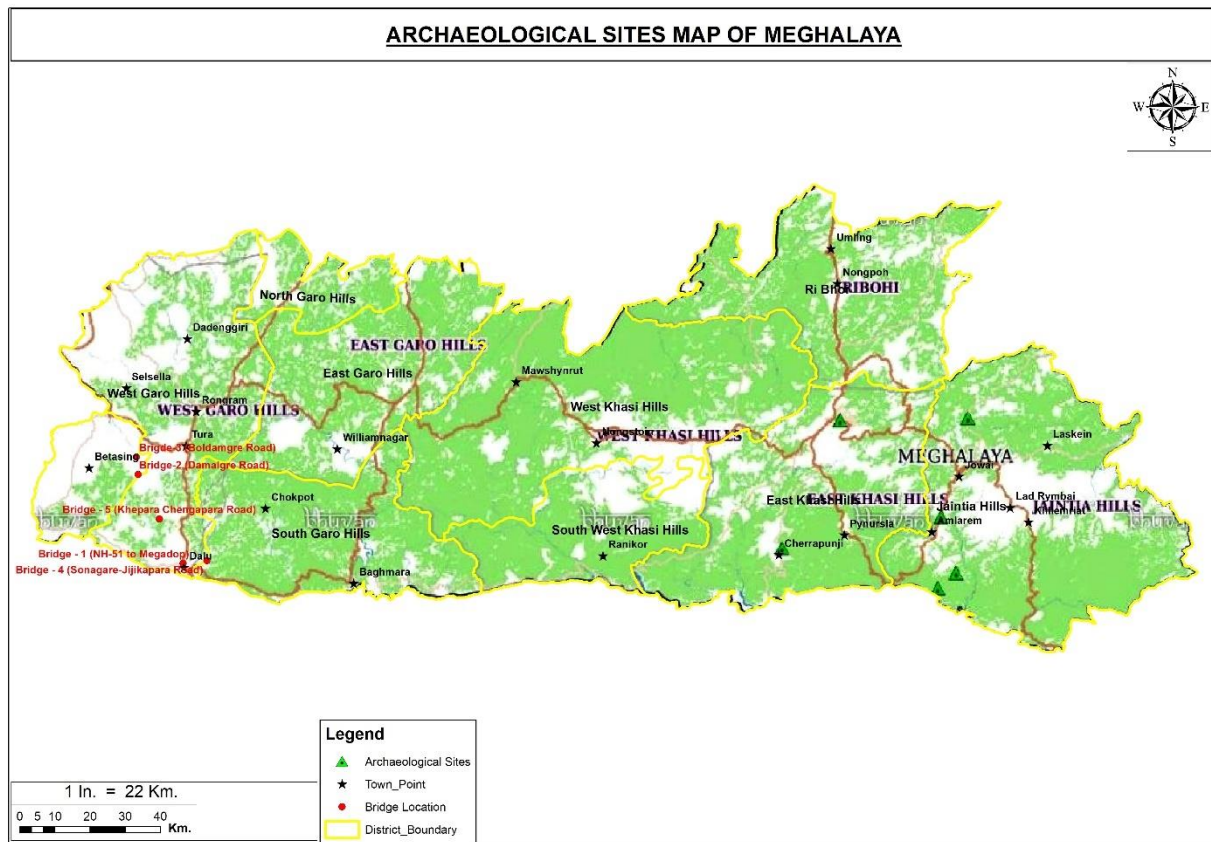 ARCHAEOLOGICAL SITES MAP OF MEGHALAYA
N
W E
S
Umling
Nongpoh
Ri Bhoi
RIBOHI
North Garo Hills
Dadenggiri
EAST GARO HILLS
East Garo Hills
Mawshynrut
Selsella
West Garo Hills
Rongram
WEST GARO HILLS
West Khasi Hills
Nongstoin
WEST KHASI HILLS
Tura
Williamnagar
Laskein
Betasing
Brigde-3 (Boldamgre Road)
Bridge-2 (Damalgre Road)
MEGHALAYA
Jowai
Chokpot
East Khasi Hills
EAST KHASI HILLS
Jaintia Hills
Lad Rymbai
JAINTIA HILLS
Khliehriat
Bridge - 5 (Khepara Chengapara Road)
South Garo Hills
South West Khasi Hills
Pynursla
Amlarem
Bridge - 1 (NH-51 to Megadop)
Dalu
Ranikor
Cherrapunji
Bridge - 4 (Sonagare-Jijikapara Road)
Baghmara
Legend
Archaeological Sites
Town_Point
Bridge Location
District_Boundary
1 In. = 22 Km.
0 5 10 20 30 40
Km.